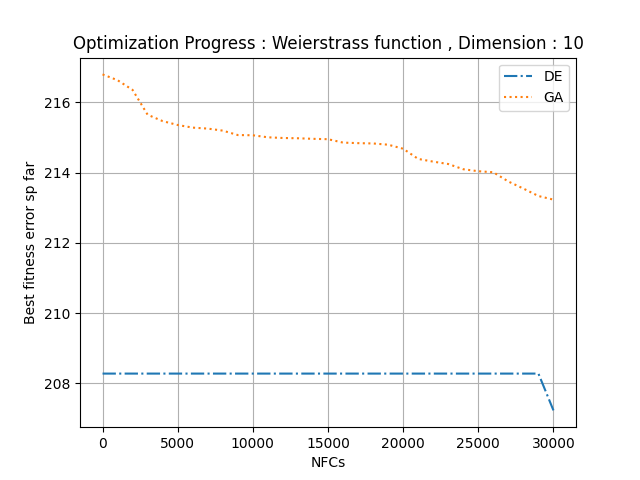 Optimization Progress : Weierstrass function , Dimension : 10
DE
GA
216
214
212
210
208
Best fitness error sp far
0 5000 10000 15000 20000 25000 30000
NFCs